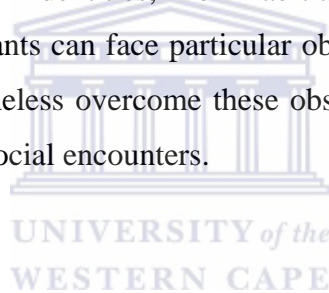 ants can face particular ob
eless overcome these obs
ocial encounters.
UNIVERSITY of the
WESTERN CAPE